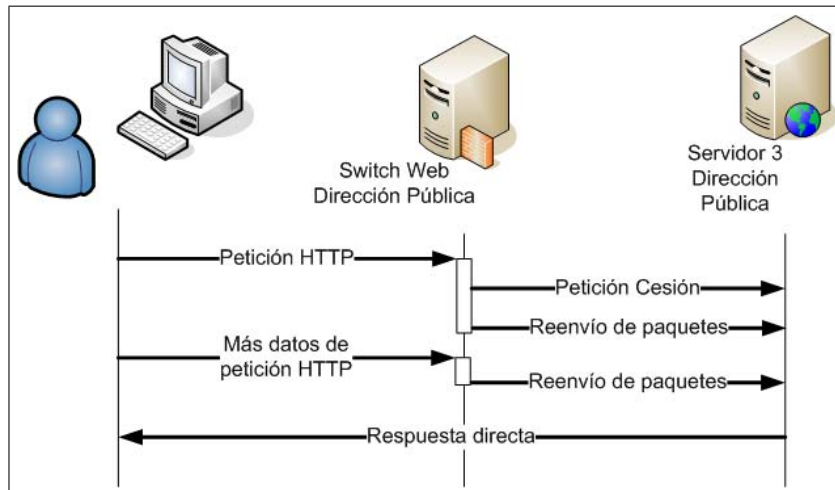 Switch Web
Dirección Pública
Servidor 3
Dirección
Pública
Petición HTTP
Petición Cesión
Reenvío de paquetes
Más datos de
petición HTTP
Reenvío de paquetes
Respuesta directa